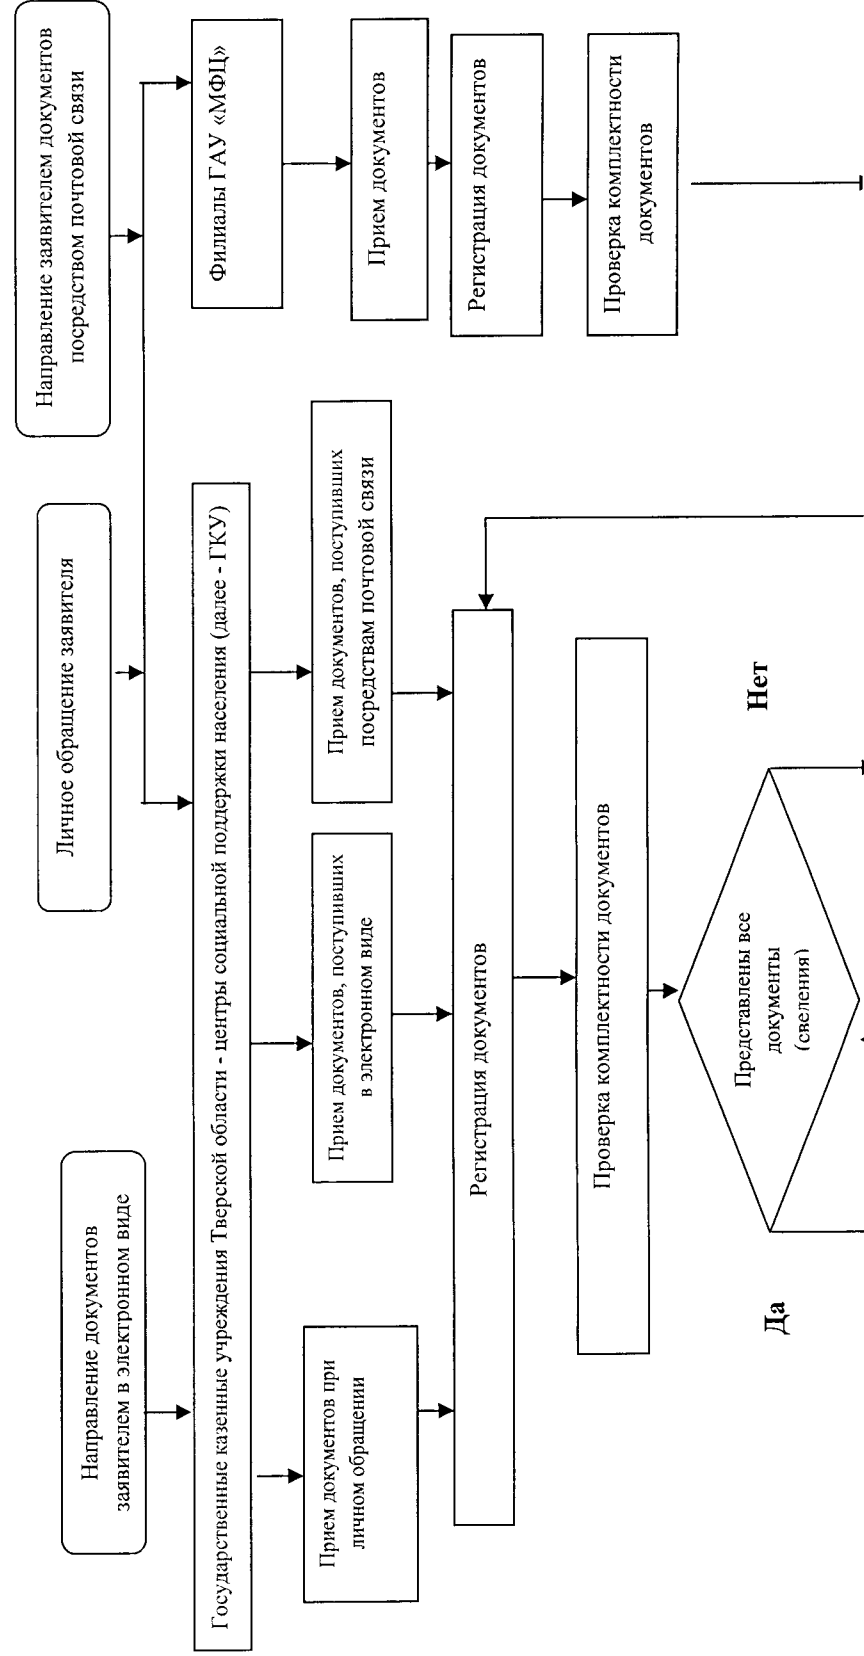 Направление документов
заявителем в электронном виде
Личное обращение заявителя
Направление заявителем документов
посредством почтовой связи
Государственные казенные учреждения Тверской области - центры социальной поддержки населения (далее - ГКУ)
Филиалы ГАУ «МФЦ»
Прием документов при
личном обращении
Прием документов, поступивших
в электронном виде
Прием документов, поступивших
посредствам почтовой связи
Прием документов
Регистрация документов
Регистрация документов
Проверка комплектности документов
Проверка комплектности
документов
Да
Представлены все
документы
(сведения)
Нет